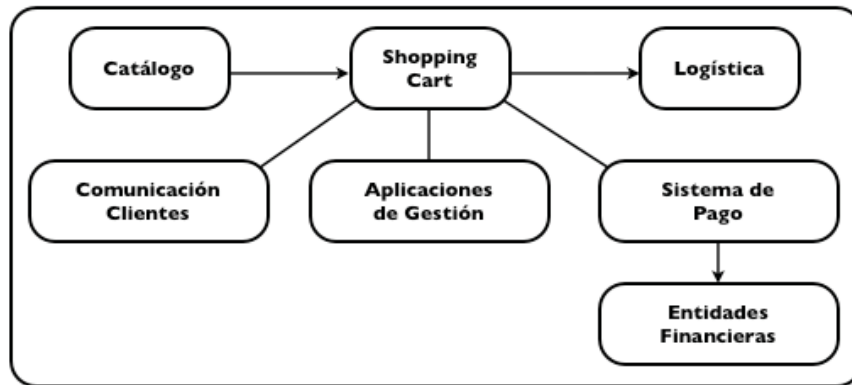 Catálogo
Shopping
Cart
Logística
Comunicación
Clientes
Aplicaciones
de Gestión
Sistema de
Pago
Entidades
Financieras